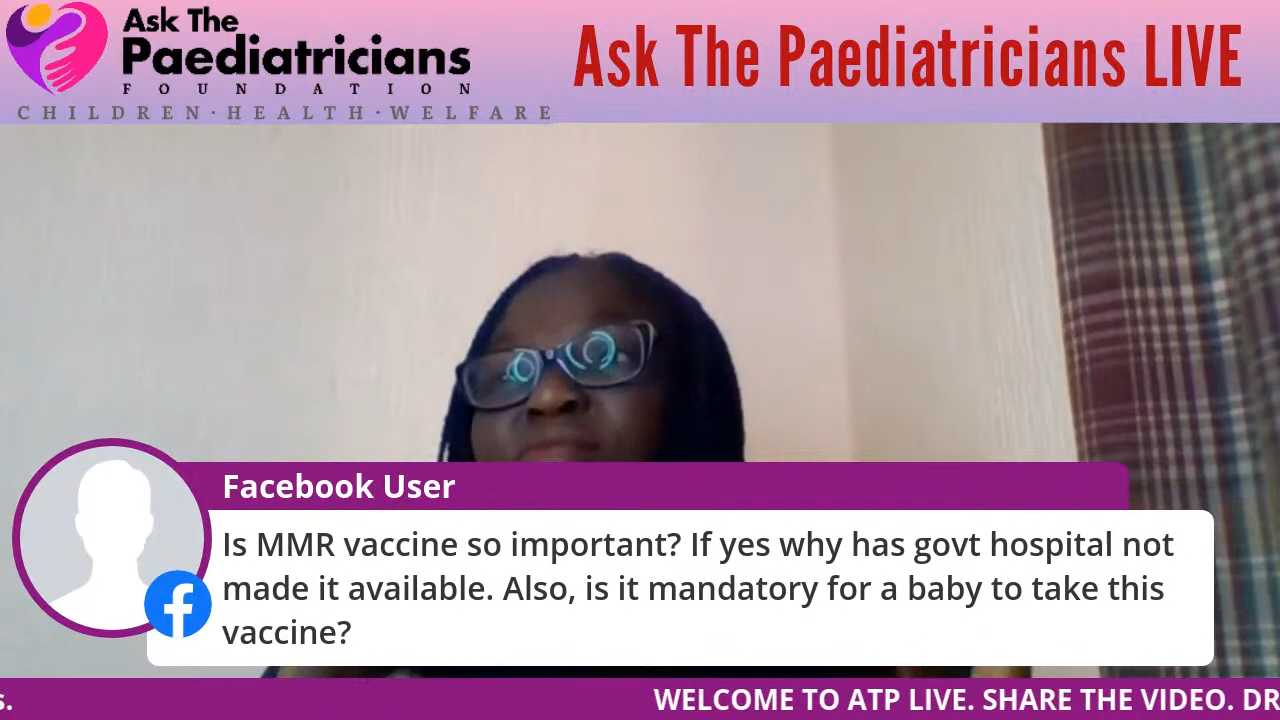 Ask The
Paediatricians
FOUNDATION
CHILDREN·HEALTH·WELFARE
Ask The Paediatricians LIVE
Facebook User
Is MMR vaccine so important? If yes why has govt hospital not
made it available. Also, is it mandatory for a baby to take this
vaccine?
s.
WELCOME TO ATP LIVE. SHARE THE VIDEO. DR